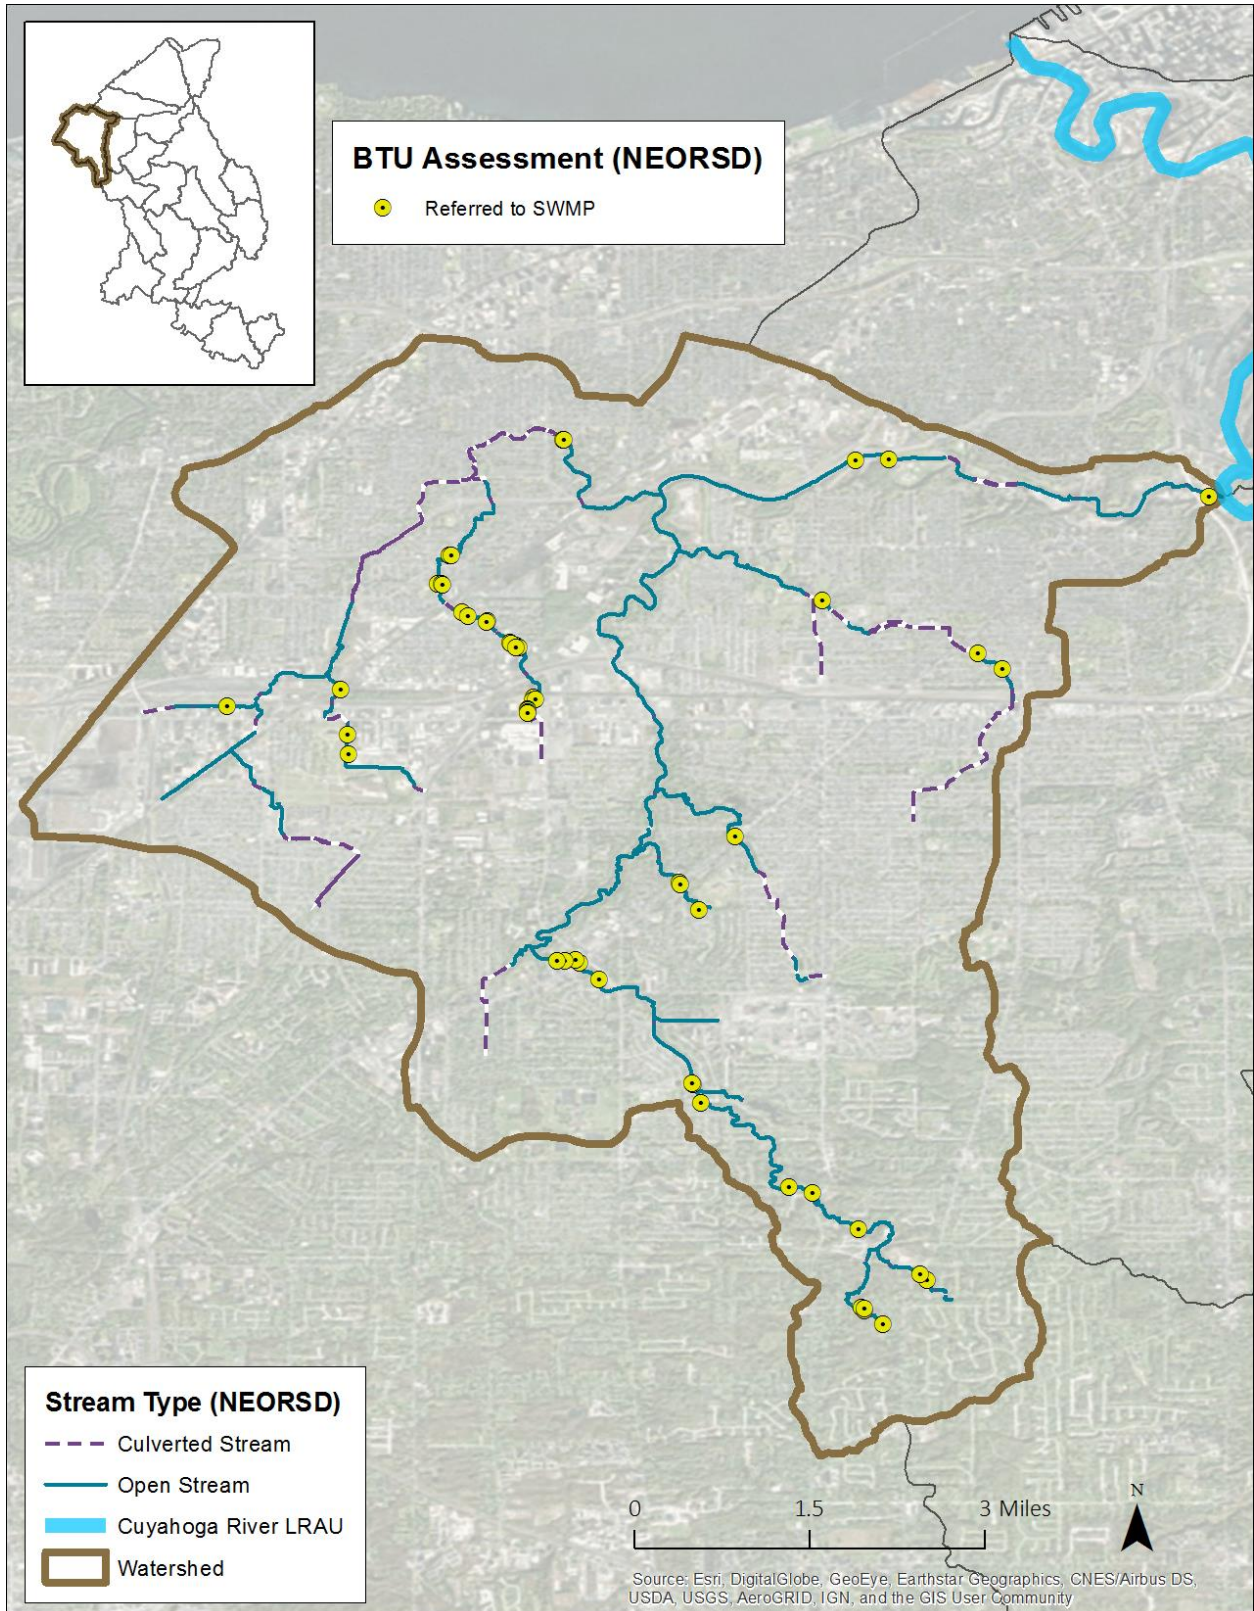 BTU Assessment (NEORSD)
Referred to SWMP
Stream Type (NEORSD)
Culverted Stream
Open Stream
Cuyahoga River LRAU
Watershed
0 1.5 3 Miles
N
Source: Esri, DigitalGlobe, GeoEye, Earthstar Geographics, CNES/Airbus DS,
USDA, USGS, AeroGRID, IGN, and the GIS User Community